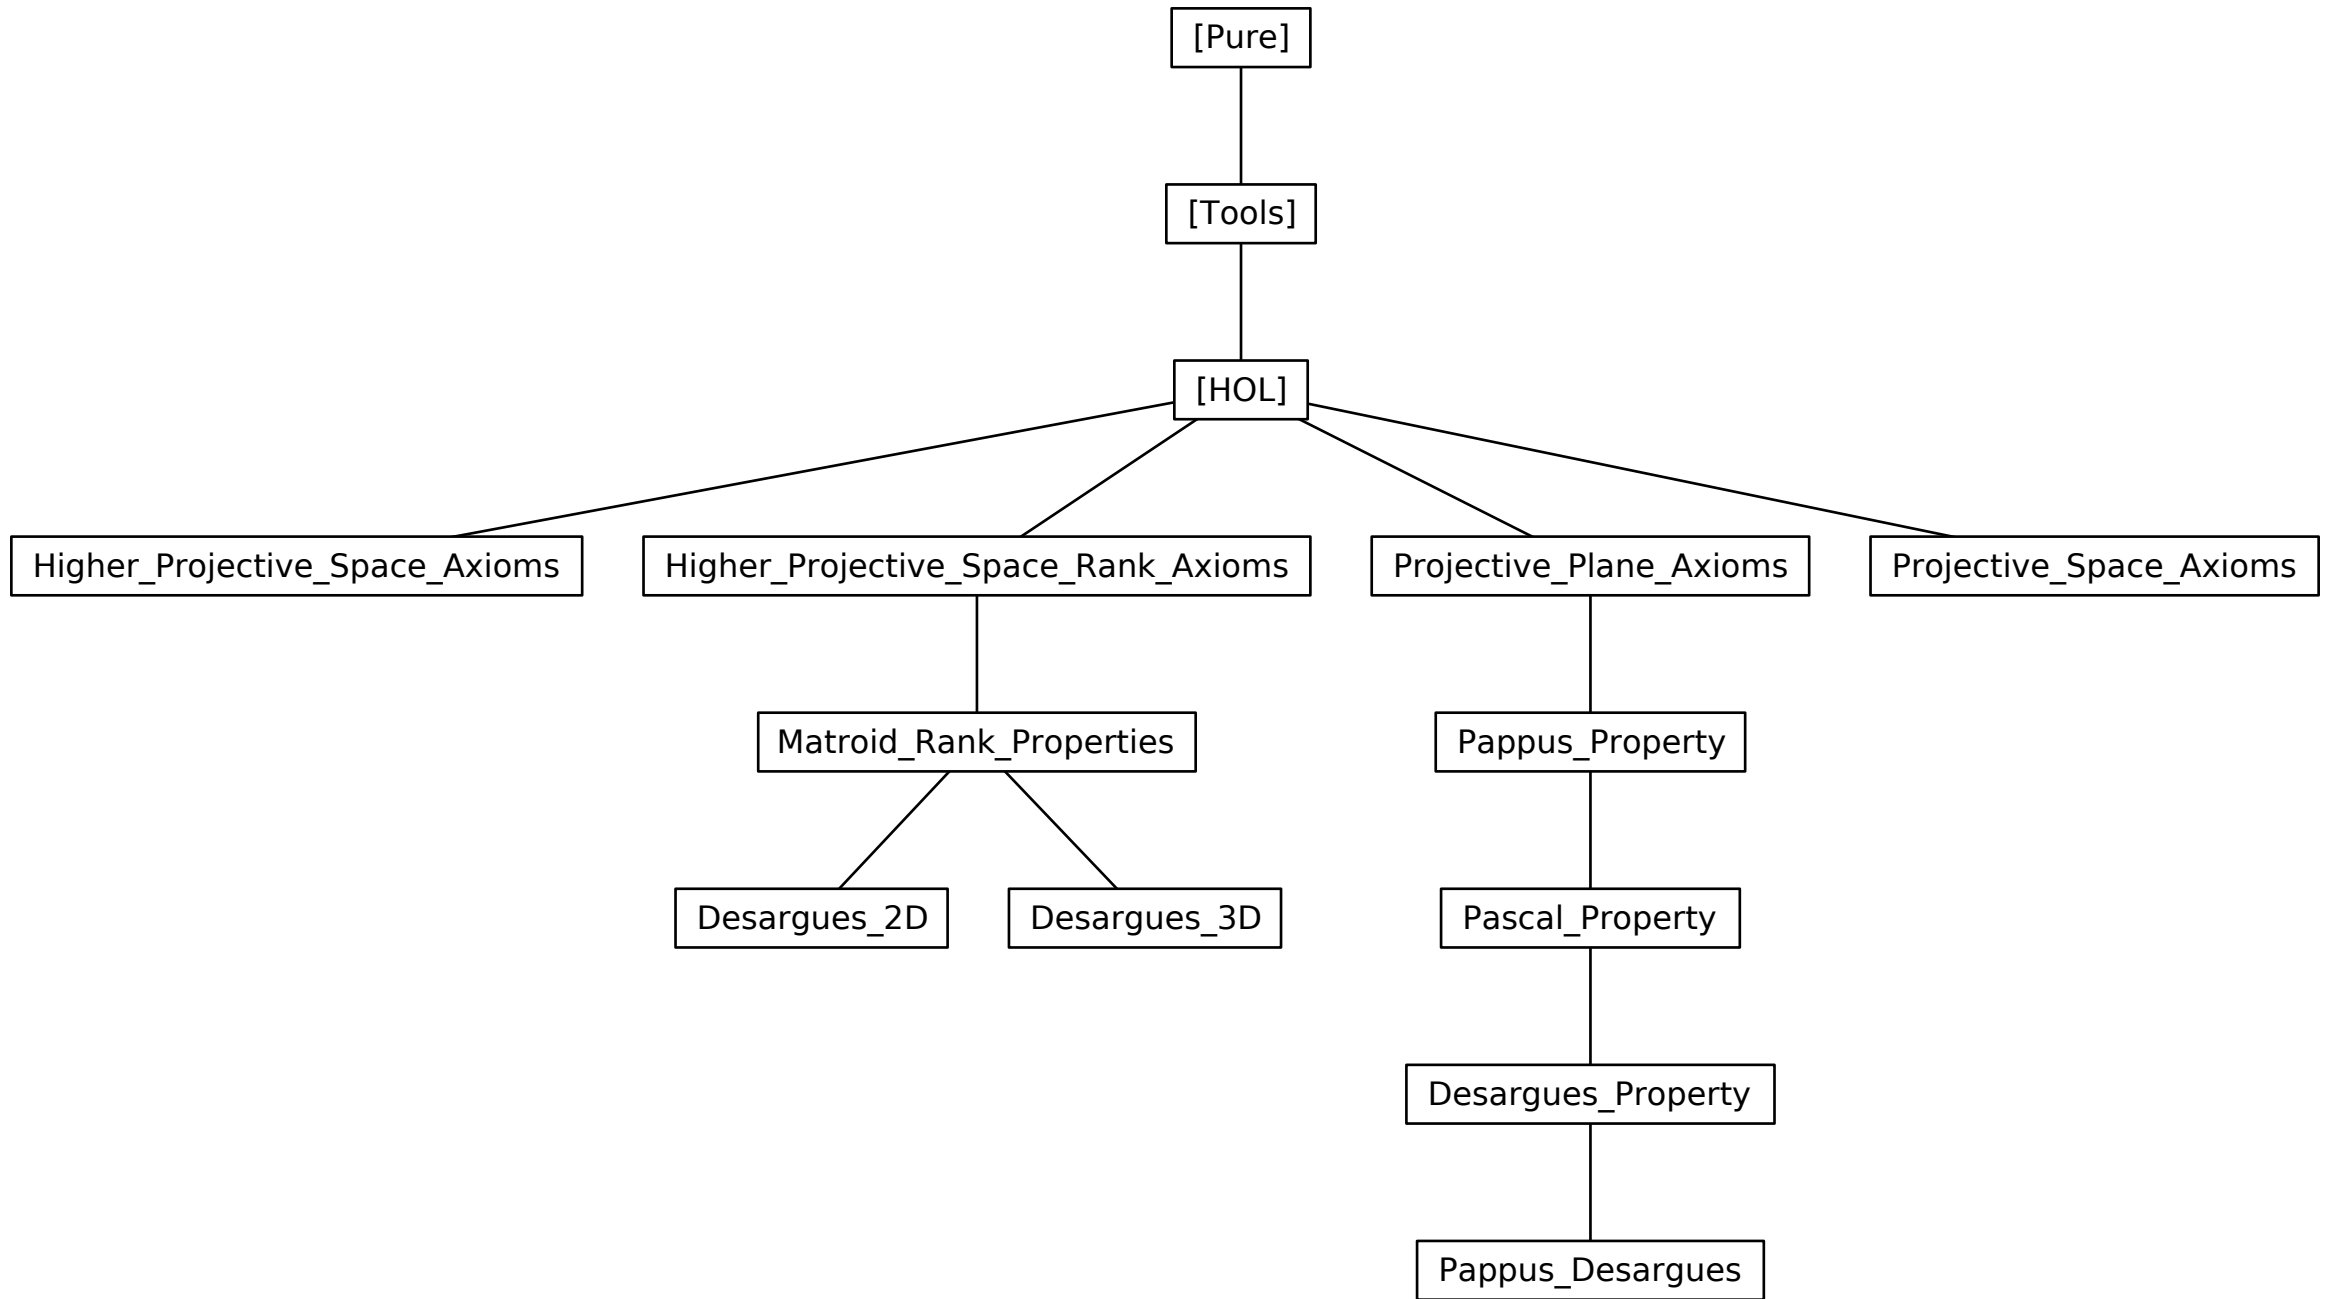 [Pure]
[Tools]
[HOL]
Higher_Projective_Space_Axioms
Higher_Projective_Space_Rank_Axioms
Projective_Plane_Axioms
Projective_Space_Axioms
Matroid_Rank_Properties
Pappus_Property
Desargues_2D
Desargues_3D
Pascal_Property
Desargues_Property
Pappus_Desargues